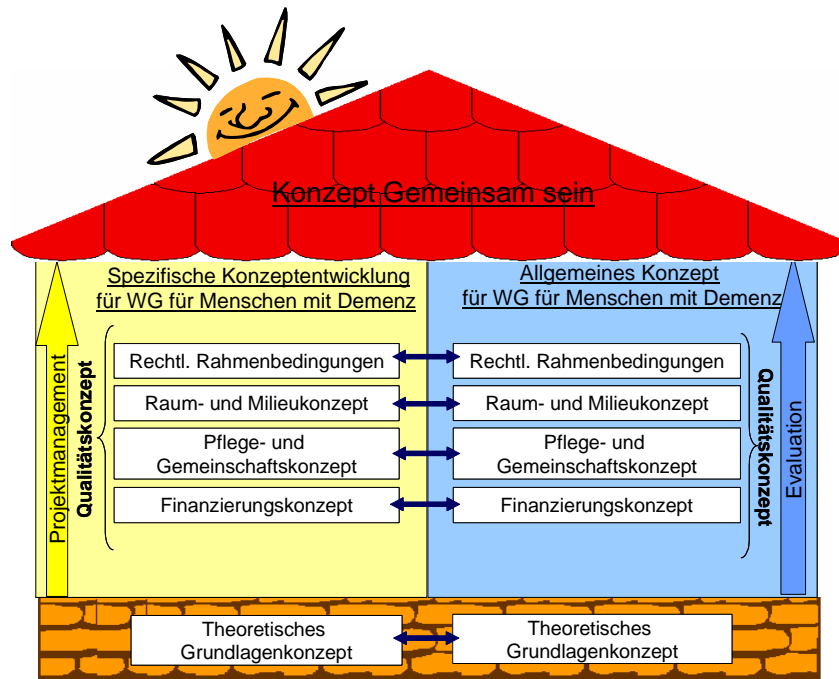 Konzept Gemeinsam sein
Spezifische Konzeptentwicklung
für WG für Menschen mit Demenz
Projektmanagement
Qualitätskonzept
Rechtl. Rahmenbedingungen
Raum- und Milieukonzept
Pflege- und
Gemeinschaftskonzept
Finanzierungskonzept
Allgemeines Konzept
für WG für Menschen mit Demenz
Rechtl. Rahmenbedingungen
Raum- und Milieukonzept
Pflege- und
Gemeinschaftskonzept
Finanzierungskonzept
Qualitätskonzept
Evaluation
Theoretisches
Grundlagenkonzept
Theoretisches
Grundlagenkonzept